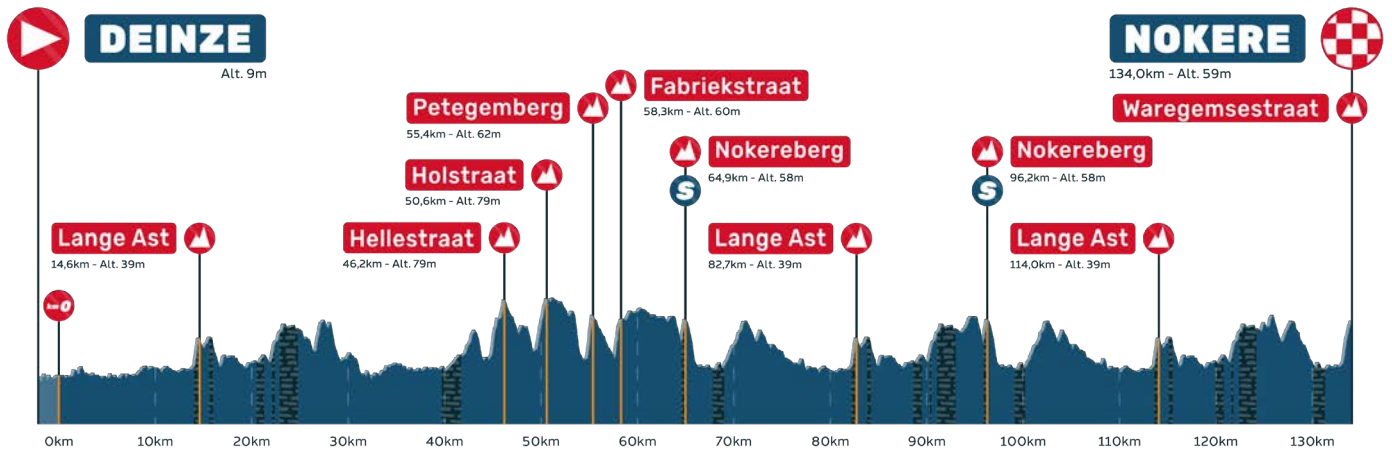 DEINZE
Alt. 9m
NOKERE
134,0km - Alt. 59m
Waregemsestraat
Fabriekstraat
58,3km - Alt. 60m
Petegemberg
55,4km - Alt. 62m
Nokereberg
64,9km - Alt. 58m
S
Nokereberg
96,2km - Alt. 58m
S
Holstraat
50,6km - Alt. 79m
Lange Ast
14,6km - Alt. 39m
Hellestraat
46,2km - Alt. 79m
Lange Ast
82,7km - Alt. 39m
Lange Ast
114,0km - Alt. 39m
km 0
0km 10km 20km 30km 40km 50km 60km 70km 80km 90km 100km 110km 120km 130km